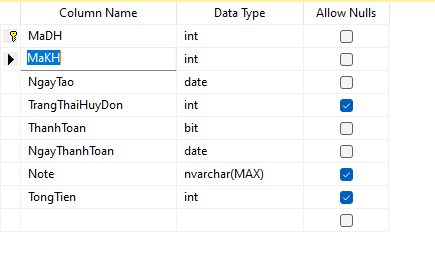 Column Name Data Type Allow Nulls
MaDH int
MaKH int
NgayTao date
TrangThaiHuyDon int
ThanhToan bit
NgayThanhToan date
Note nvarchar(MAX)
TongTien int